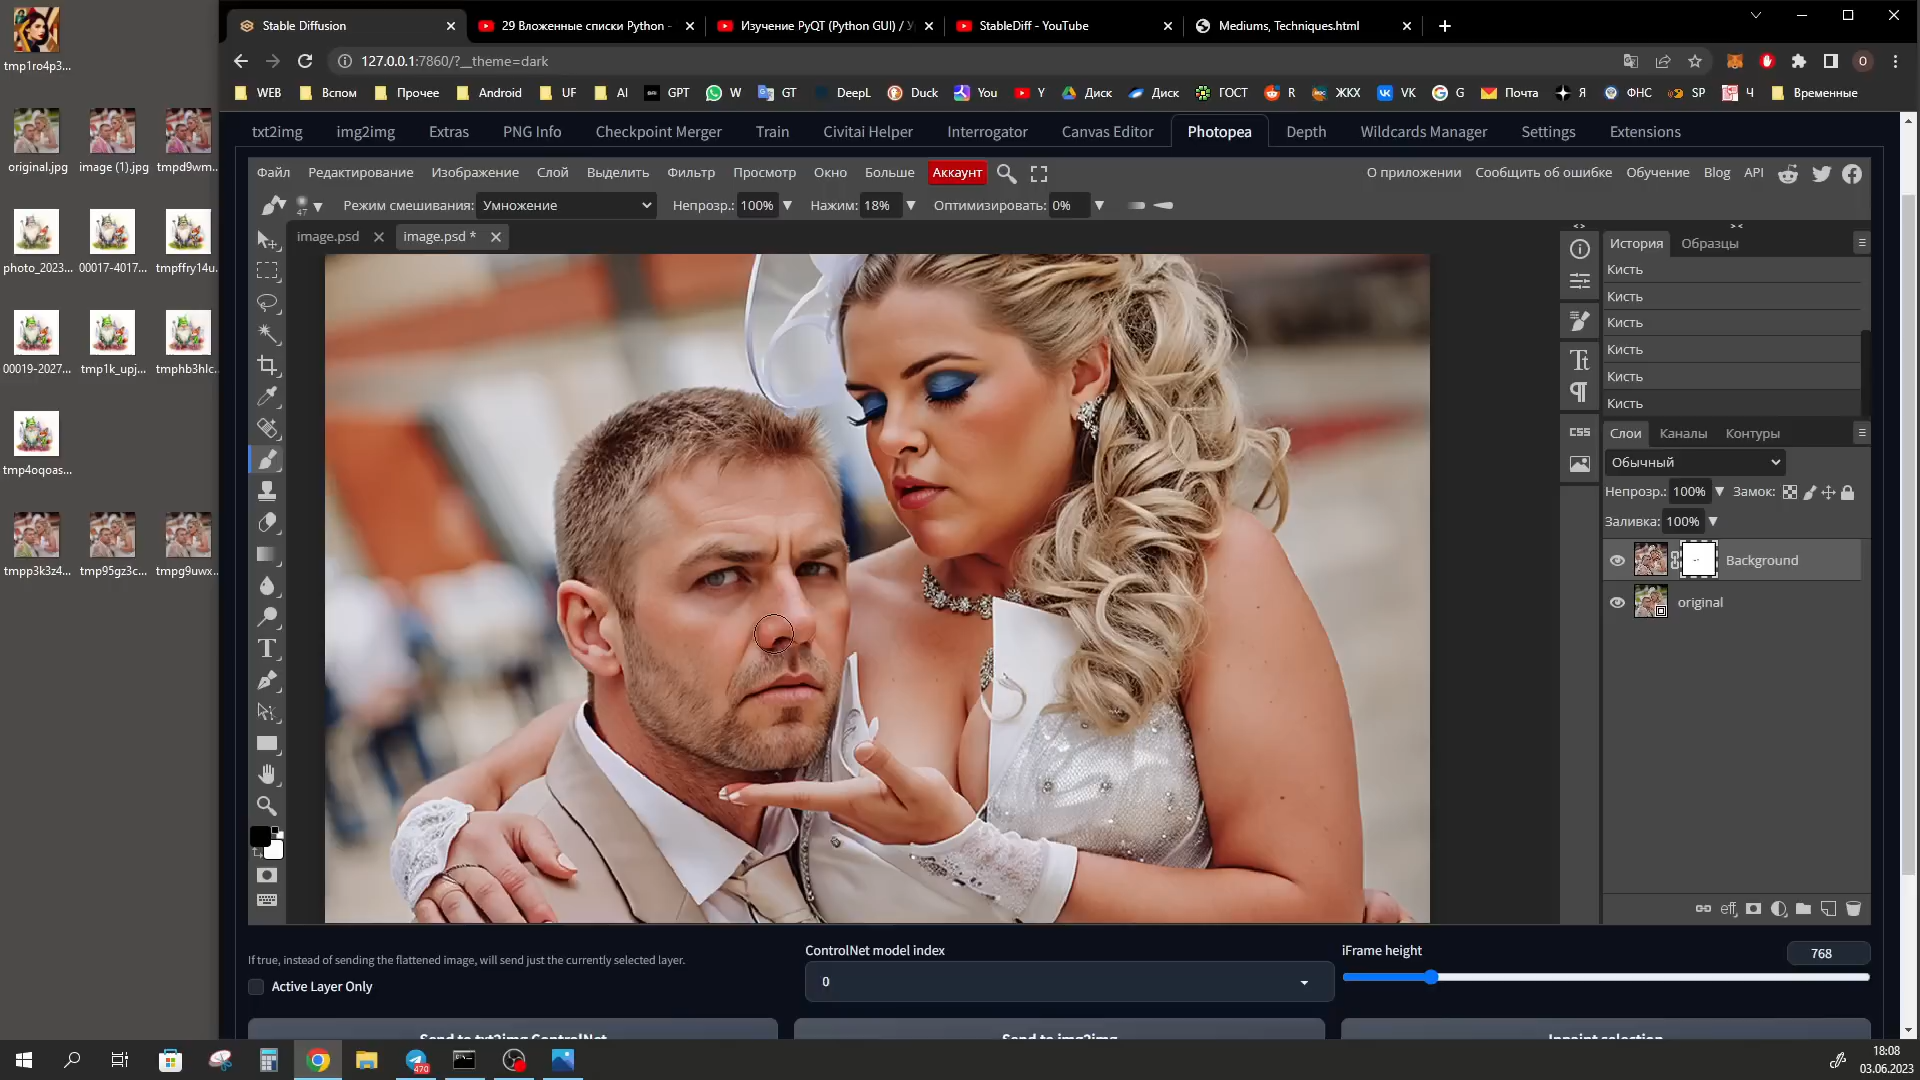 tmp1ro4p3...
original.jpg image (1).jpg tmpd9wm...
photo_2023... 00017-4017... tmpffry14u...
00019-2027... tmp1k_upj... tmphb3hlc...
tmp4oqoas...
tmpp3k3z4... tmp95gz3c... tmpg9uwx...
Stable Diffusion
29 Вложенные списки Python -
Изучение PyQT (Python GUI) / У
StableDiff - YouTube
Mediums, Techniques.html
127.0.0.1:7860/?__theme=dark
O
WEB Вспом Прочее Android UF AI GPT W GT DeepL Duck You Y Диск Диск ГОСТ R ЖКХ VK G Почта Я ФНС SP Ч Временные
txt2img img2img Extras PNG Info Checkpoint Merger Train Civitai Helper Interrogator Canvas Editor Photopea Depth Wildcards Manager Settings Extensions
Файл Редактирование Изображение Слой Выделить Фильтр Просмотр Окно Больше Аккаунт
О приложении Сообщить об ошибке Обучение Blog API
47 Режим смешивания: Умножение Непрозр.: 100% Нажим: 18% Оптимизировать: 0%
image.psd image.psd *
История Образцы
Кисть
Кисть
Кисть
Кисть
Кисть
Кисть
CSS
Слои Каналы Контуры
Обычный
Непрозр.: 100% Замок:
Заливка: 100%
Background
original
eff
If true, instead of sending the flattened image, will send just the currently selected layer.
Active Layer Only
ControlNet model index
0
iFrame height
768
Send to txt2img ControlNet
Send to img2img
Inpaint selection
470
18:08
03.06.2023